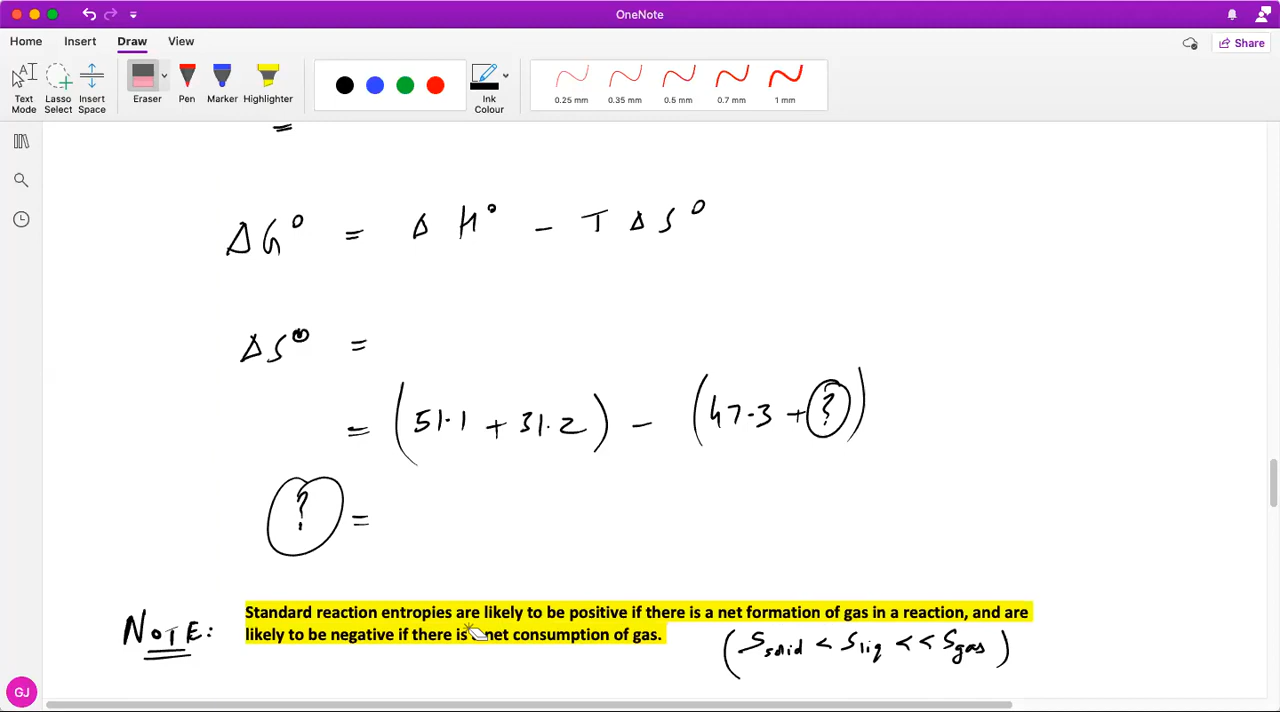 OneNote
Home Insert Draw View
Share
Text Mode
Lasso Select
Insert Space
Eraser
Pen
Marker
Highlighter
Ink Colour
0.25 mm 0.35 mm 0.5 mm 0.7 mm 1 mm
ΔG° = ΔH° - TΔS°
ΔS° =
= (51.1 + 31.2) - (47.3 + ?)
? =
NOTE: Standard reaction entropies are likely to be positive if there is a net formation of gas in a reaction, and are
likely to be negative if there is a net consumption of gas. (Ssolid < Sliq << Sgas)
GJ